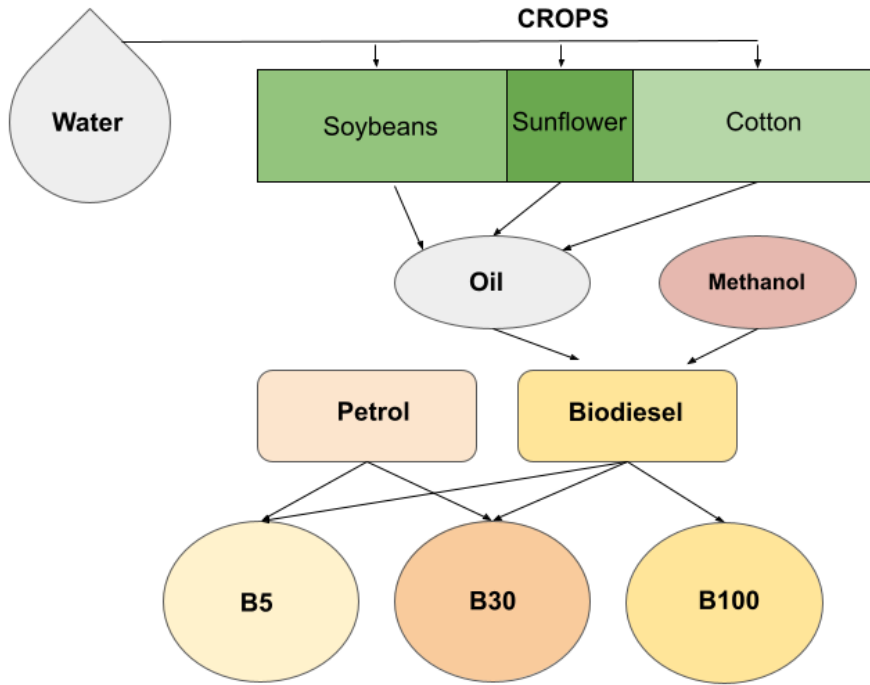 CROPS
Water
Soybeans
Sunflower
Cotton
Oil
Methanol
Petrol
Biodiesel
B5
B30
B100